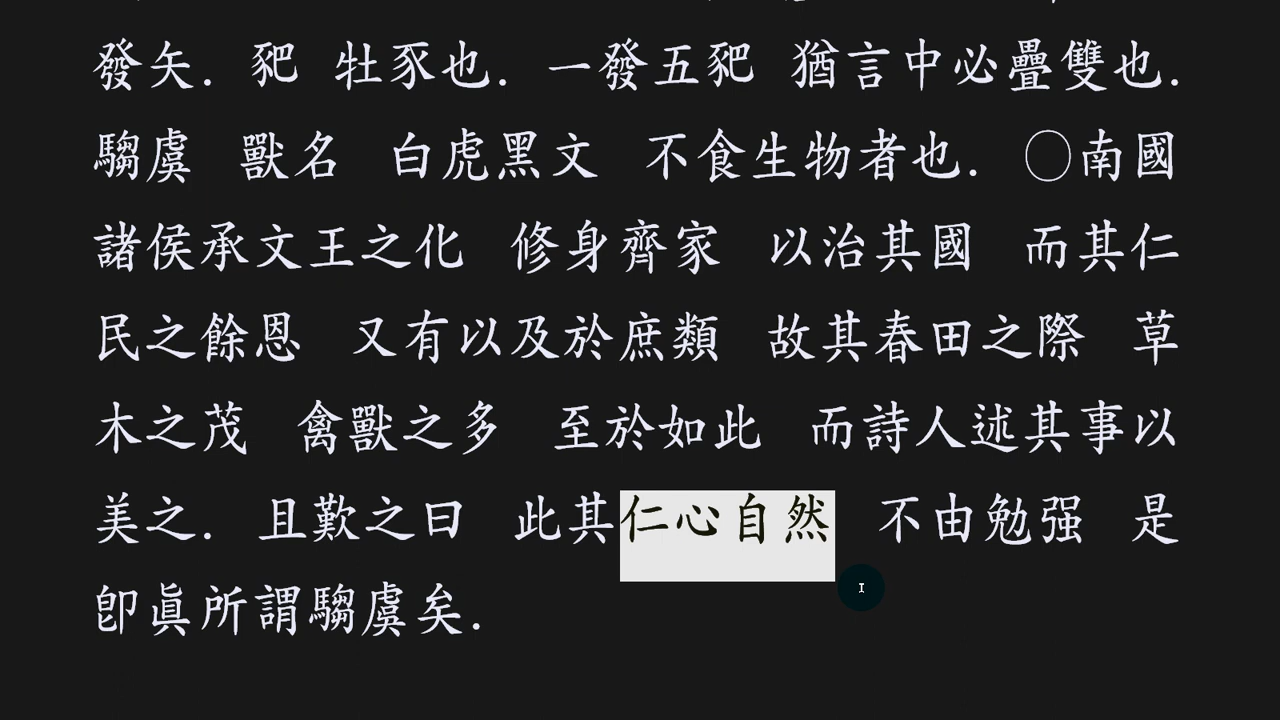 發矢. 豝 牡豕也. 一發五豝 猶言中必疊雙也.
騶虞 獸名 白虎黑文 不食生物者也. ○南國
諸侯承文王之化 修身齊家 以治其國 而其仁
民之餘恩 又有以及於庶類 故其春田之際 草
木之茂 禽獸之多 至於如此 而詩人述其事以
美之. 且歎之曰 此其仁心自然 不由勉强 是
卽眞所謂騶虞矣.